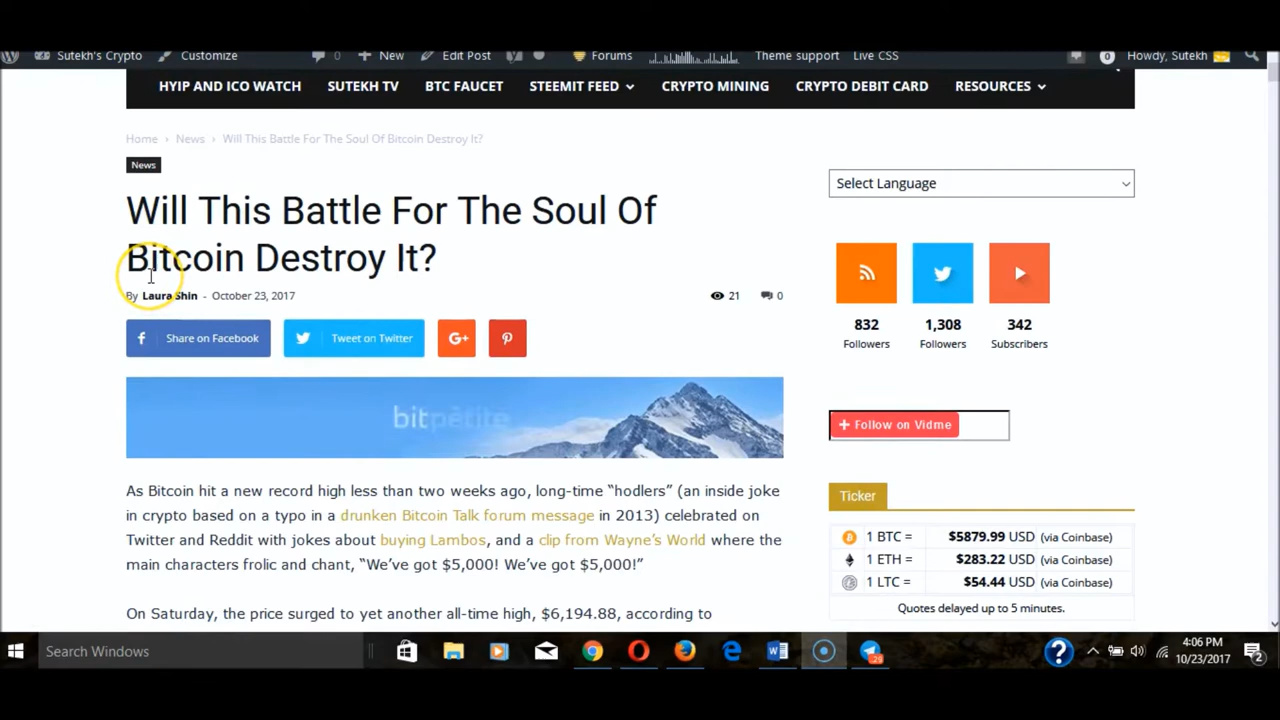 Sutekh's Crypto Customize 0 New Edit Post Forums Theme support Live CSS 0 Howdy, Sutekh
HYIP AND ICO WATCH SUTEKH TV BTC FAUCET STEEMIT FEED CRYPTO MINING CRYPTO DEBIT CARD RESOURCES
Home › News › Will This Battle For The Soul Of Bitcoin Destroy It?
News
Will This Battle For The Soul Of
Bitcoin Destroy It?
By Laura Shin - October 23, 2017 21 0
Share on Facebook Tweet on Twitter G+
bitpētite
As Bitcoin hit a new record high less than two weeks ago, long-time “hodlers” (an inside joke
in crypto based on a typo in a drunken Bitcoin Talk forum message in 2013) celebrated on
Twitter and Reddit with jokes about buying Lambos, and a clip from Wayne’s World where the
main characters frolic and chant, “We’ve got $5,000! We’ve got $5,000!”
On Saturday, the price surged to yet another all-time high, $6,194.88, according to
Select Language
832 1,308 342
Followers Followers Subscribers
+ Follow on Vidme
Ticker
1 BTC = $5879.99 USD (via Coinbase)
1 ETH = $283.22 USD (via Coinbase)
1 LTC = $54.44 USD (via Coinbase)
Quotes delayed up to 5 minutes.
Search Windows
4:06 PM
10/23/2017
2